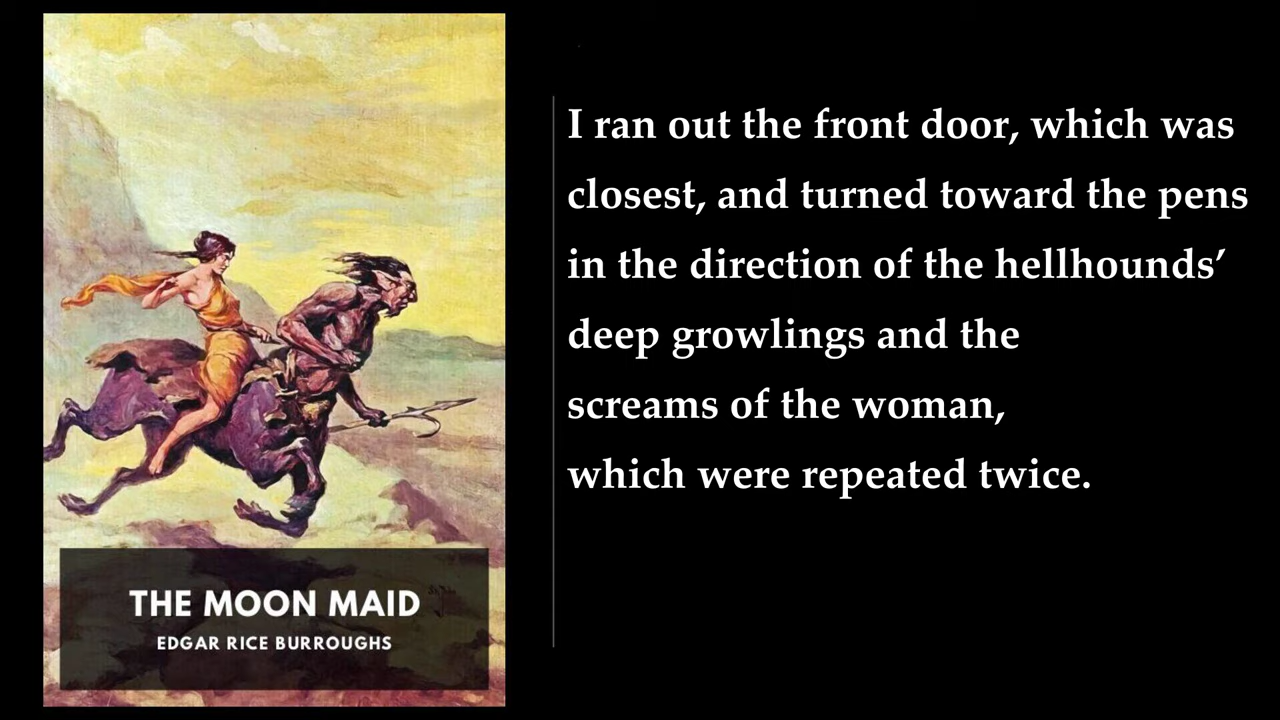 THE MOON MAID
EDGAR RICE BURROUGHS
I ran out the front door, which was
closest, and turned toward the pens
in the direction of the hellhounds’
deep growlings and the
screams of the woman,
which were repeated twice.